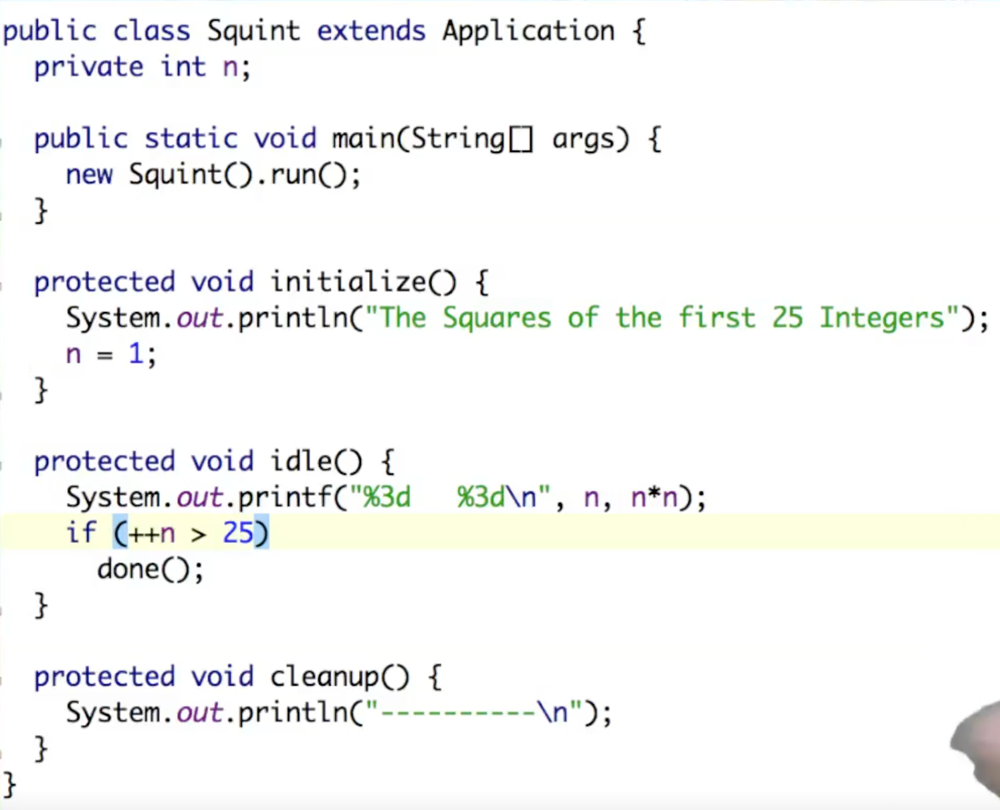 public class Squint extends Application {
  private int n;

  public static void main(String[] args) {
    new Squint().run();
  }

  protected void initialize() {
    System.out.println("The Squares of the first 25 Integers");
    n = 1;
  }

  protected void idle() {
    System.out.printf("%3d   %3d\n", n, n*n);
    if (++n > 25)
      done();
  }

  protected void cleanup() {
    System.out.println("----------\n");
  }
}